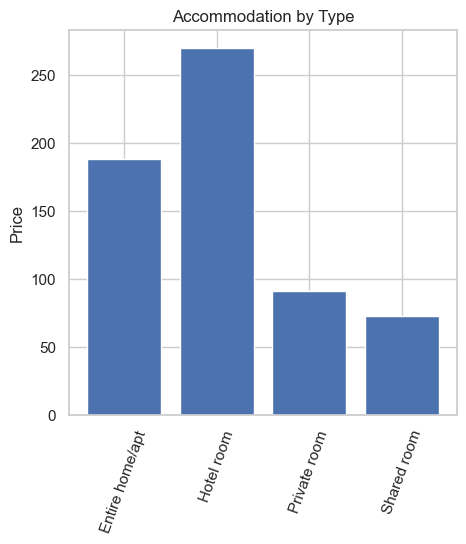 Accommodation by Type
Price
250
200
150
100
50
0
Entire home/apt
Hotel room
Private room
Shared room